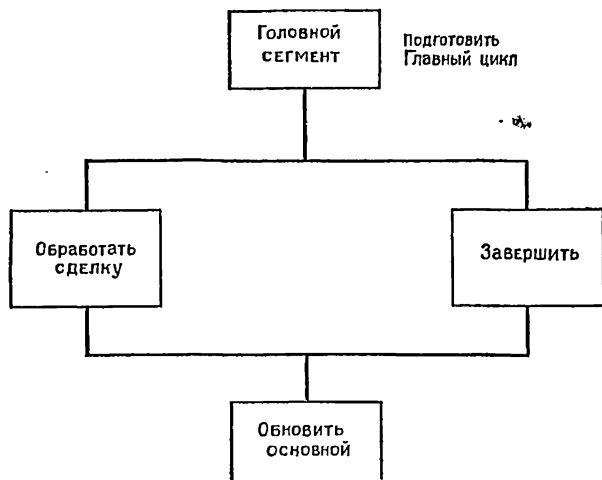 Головной
сегмент
Подготовить
Главный цикл
Обработать
сделку
Завершить
Обновить
основной